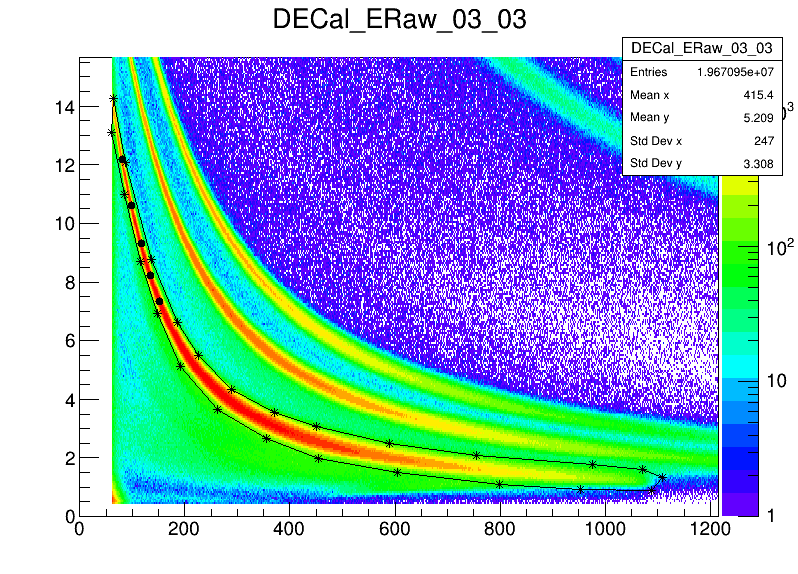 DECal_ERaw_03_03
DECal_ERaw_03_03
Entries 1.967095e+07
Mean x 415.4
Mean y 5.209
Std Dev x 247
Std Dev y 3.308
14
12
10
8
6
4
2
0
0 200 400 600 800 1000 1200
10²
10
1